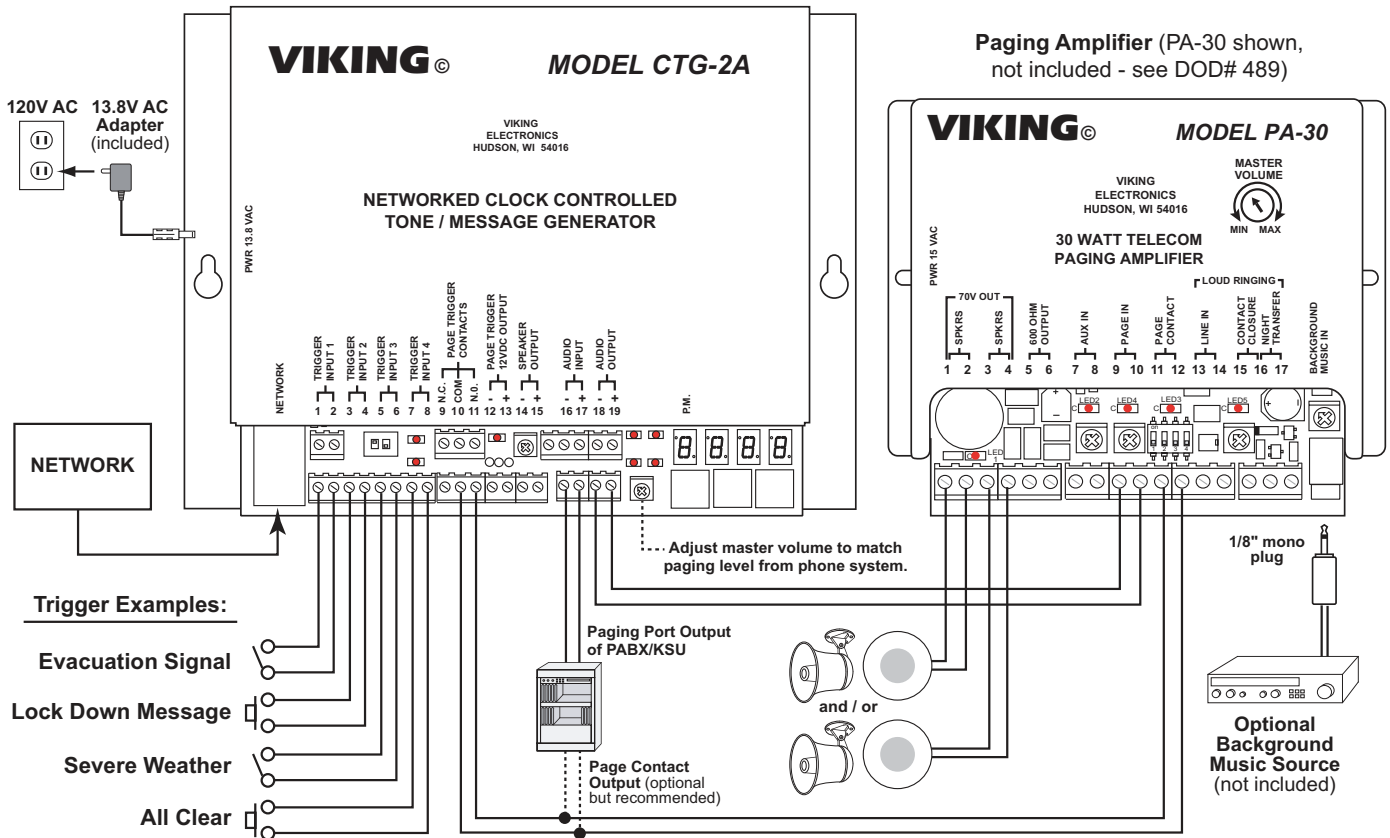 VIKING©
MODEL CTG-2A
VIKING
ELECTRONICS
HUDSON, WI 54016
NETWORKED CLOCK CONTROLLED
TONE / MESSAGE GENERATOR
120V AC
13.8V AC
Adapter
(included)
PWR 13.8 VAC
NETWORK
TRIGGER
INPUT 1
TRIGGER
INPUT 2
TRIGGER
INPUT 3
TRIGGER
INPUT 4
PAGE TRIGGER
CONTACTS
N.C.
COM
N.O.
PAGE TRIGGER
12VDC OUTPUT
- +
SPEAKER
OUTPUT
AUDIO
INPUT
- +
AUDIO
OUTPUT
- +
P.M.
1 2 3 4 5 6 7 8 9 10 11 12 13 14 15 16 17 18 19
8. 8. 8. 8.
NETWORK
Adjust master volume to match
paging level from phone system.
Trigger Examples:
Evacuation Signal
Lock Down Message
Severe Weather
All Clear
Paging Port Output
of PABX/KSU
Page Contact
Output (optional
but recommended)
Paging Amplifier (PA-30 shown,
not included - see DOD# 489)
VIKING©
MODEL PA-30
VIKING
ELECTRONICS
HUDSON, WI 54016
MASTER
VOLUME
MIN MAX
30 WATT TELECOM
PAGING AMPLIFIER
PWR 15 VAC
70V OUT
SPKRS
SPKRS
600 OHM
OUTPUT
AUX IN
PAGE IN
PAGE
CONTACT
LOUD RINGING
LINE IN
CONTACT
CLOSURE
NIGHT
TRANSFER
BACKGROUND
MUSIC IN
1 2 3 4 5 6 7 8 9 10 11 12 13 14 15 16 17
LED2
LED4
LED3
LED5
LED
1
and / or
1/8" mono
plug
Optional
Background
Music Source
(not included)